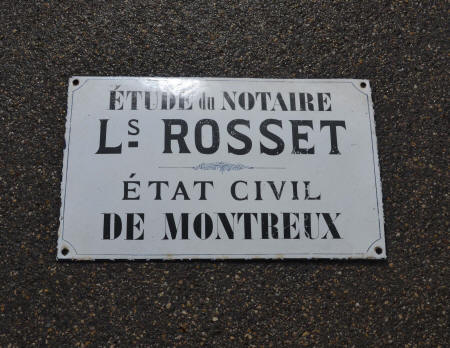 ÉTUDE du NOTAIRE
Ls ROSSET
ÉTAT CIVIL
DE MONTREUX